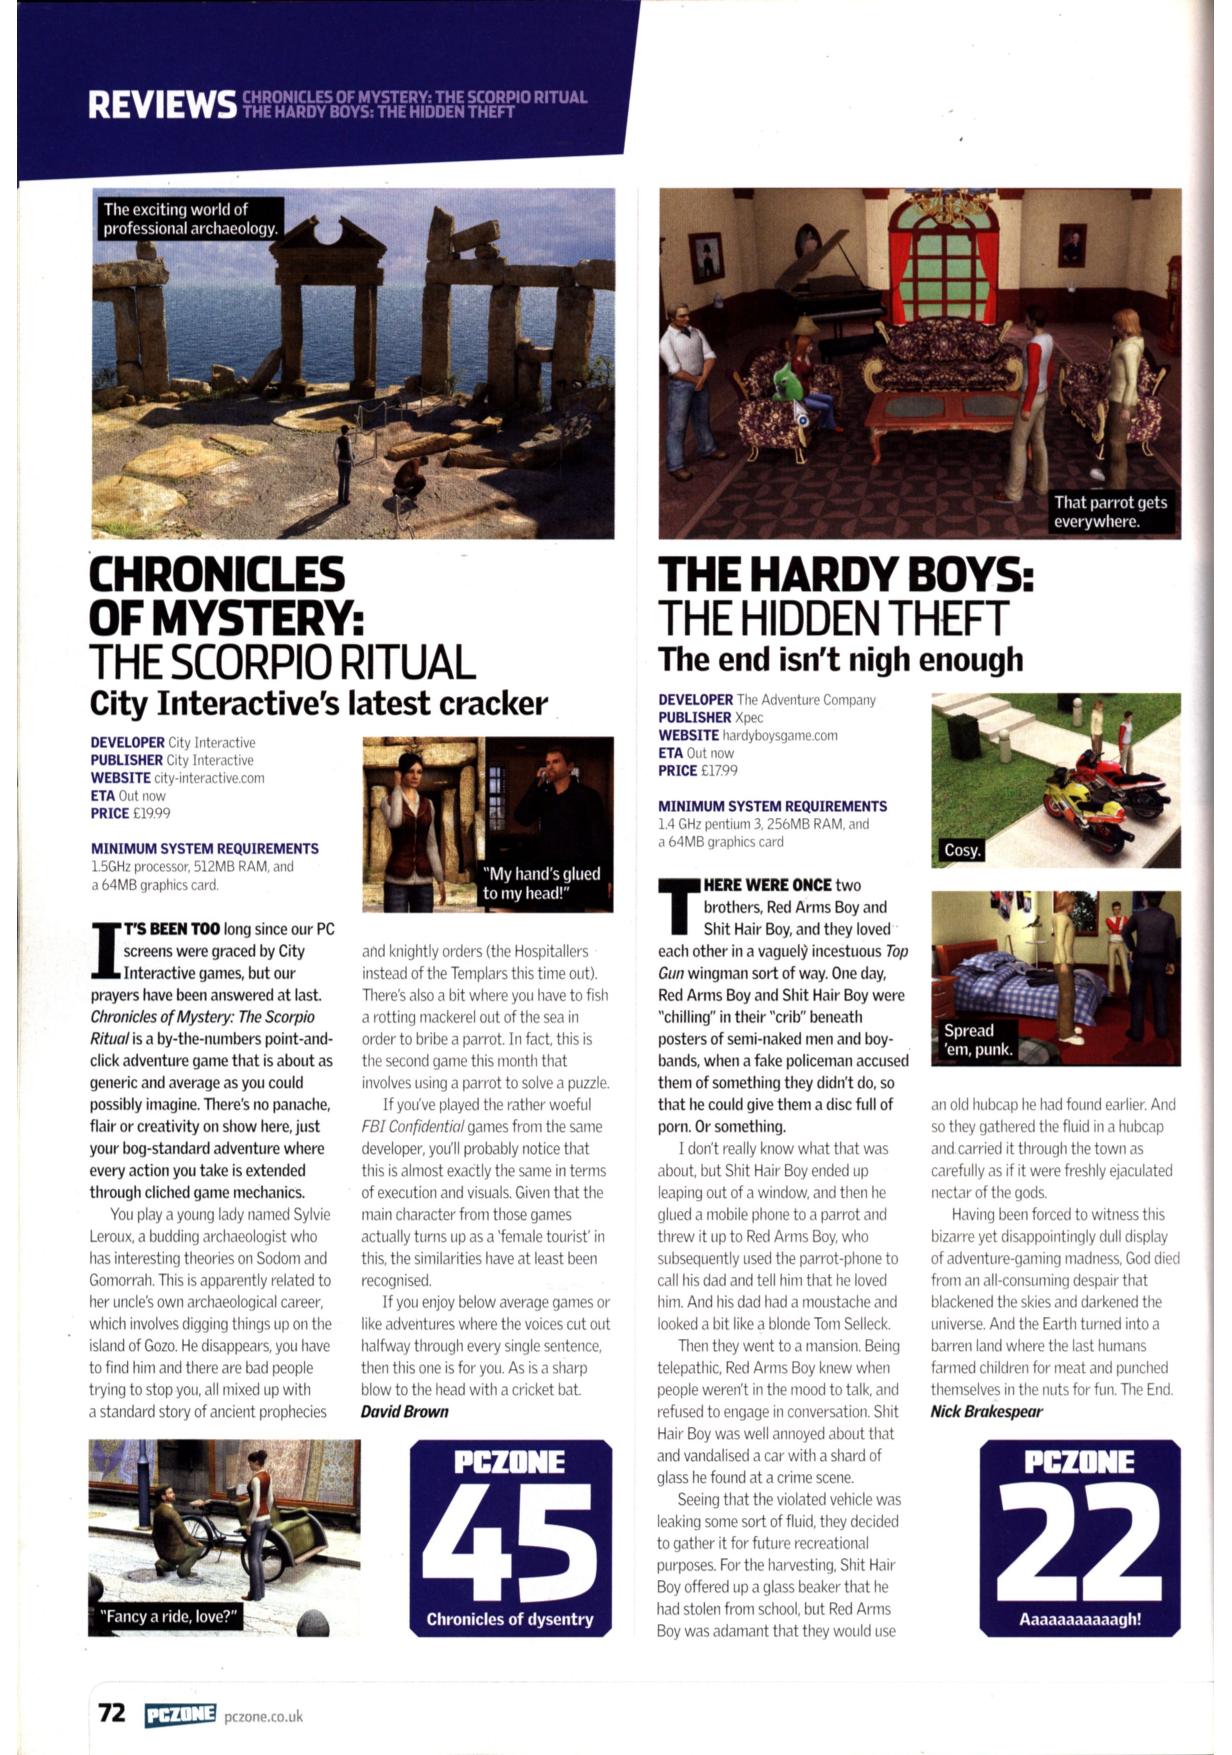 REVIEWS CHRONICLES OF MYSTERY: THE SCORPIO RITUAL
THE HARDY BOYS: THE HIDDEN THEFT
The exciting world of
professional archaeology.
CHRONICLES
OF MYSTERY:
THE SCORPIO RITUAL
City Interactive's latest cracker
DEVELOPER City Interactive
PUBLISHER City Interactive
WEBSITE city-interactive.com
ETA Out now
PRICE £19.99
MINIMUM SYSTEM REQUIREMENTS
1.5GHz processor, 512MB RAM, and
a 64MB graphics card.
"My hand's glued
to my head!"
IT'S BEEN TOO long since our PC
screens were graced by City
Interactive games, but our
prayers have been answered at last.
Chronicles of Mystery: The Scorpio
Ritual is a by-the-numbers point-and-
click adventure game that is about as
generic and average as you could
possibly imagine. There's no panache,
flair or creativity on show here, just
your bog-standard adventure where
every action you take is extended
through cliched game mechanics.
You play a young lady named Sylvie
Leroux, a budding archaeologist who
has interesting theories on Sodom and
Gomorrah. This is apparently related to
her uncle's own archaeological career,
which involves digging things up on the
island of Gozo. He disappears, you have
to find him and there are bad people
trying to stop you, all mixed up with
a standard story of ancient prophecies
and knightly orders (the Hospitallers
instead of the Templars this time out).
There's also a bit where you have to fish
a rotting mackerel out of the sea in
order to bribe a parrot. In fact, this is
the second game this month that
involves using a parrot to solve a puzzle.
If you've played the rather woeful
FBI Confidential games from the same
developer, you'll probably notice that
this is almost exactly the same in terms
of execution and visuals. Given that the
main character from those games
actually turns up as a 'female tourist' in
this, the similarities have at least been
recognised.
If you enjoy below average games or
like adventures where the voices cut out
halfway through every single sentence,
then this one is for you. As is a sharp
blow to the head with a cricket bat.
David Brown
"Fancy a ride, love?"
PCZONE
45
Chronicles of dysentry
That parrot gets
everywhere.
THE HARDY BOYS:
THE HIDDEN THEFT
The end isn't nigh enough
DEVELOPER The Adventure Company
PUBLISHER Xpec
WEBSITE hardyboysgame.com
ETA Out now
PRICE £17.99
MINIMUM SYSTEM REQUIREMENTS
1.4 GHz pentium 3, 256MB RAM, and
a 64MB graphics card
Cosy.
Spread
'em, punk.
THERE WERE ONCE two
brothers, Red Arms Boy and
Shit Hair Boy, and they loved
each other in a vaguely incestuous Top
Gun wingman sort of way. One day,
Red Arms Boy and Shit Hair Boy were
"chilling" in their "crib" beneath
posters of semi-naked men and boy-
bands, when a fake policeman accused
them of something they didn't do, so
that he could give them a disc full of
porn. Or something.
I don't really know what that was
about, but Shit Hair Boy ended up
leaping out of a window, and then he
glued a mobile phone to a parrot and
threw it up to Red Arms Boy, who
subsequently used the parrot-phone to
call his dad and tell him that he loved
him. And his dad had a moustache and
looked a bit like a blonde Tom Selleck.
Then they went to a mansion. Being
telepathic, Red Arms Boy knew when
people weren't in the mood to talk, and
refused to engage in conversation. Shit
Hair Boy was well annoyed about that
and vandalised a car with a shard of
glass he found at a crime scene.
Seeing that the violated vehicle was
leaking some sort of fluid, they decided
to gather it for future recreational
purposes. For the harvesting, Shit Hair
Boy offered up a glass beaker that he
had stolen from school, but Red Arms
Boy was adamant that they would use
an old hubcap he had found earlier. And
so they gathered the fluid in a hubcap
and carried it through the town as
carefully as if it were freshly ejaculated
nectar of the gods.
Having been forced to witness this
bizarre yet disappointingly dull display
of adventure-gaming madness, God died
from an all-consuming despair that
blackened the skies and darkened the
universe. And the Earth turned into a
barren land where the last humans
farmed children for meat and punched
themselves in the nuts for fun. The End.
Nick Brakespear
PCZONE
22
Aaaaaaaaaaagh!
72 PCZONE pczone.co.uk